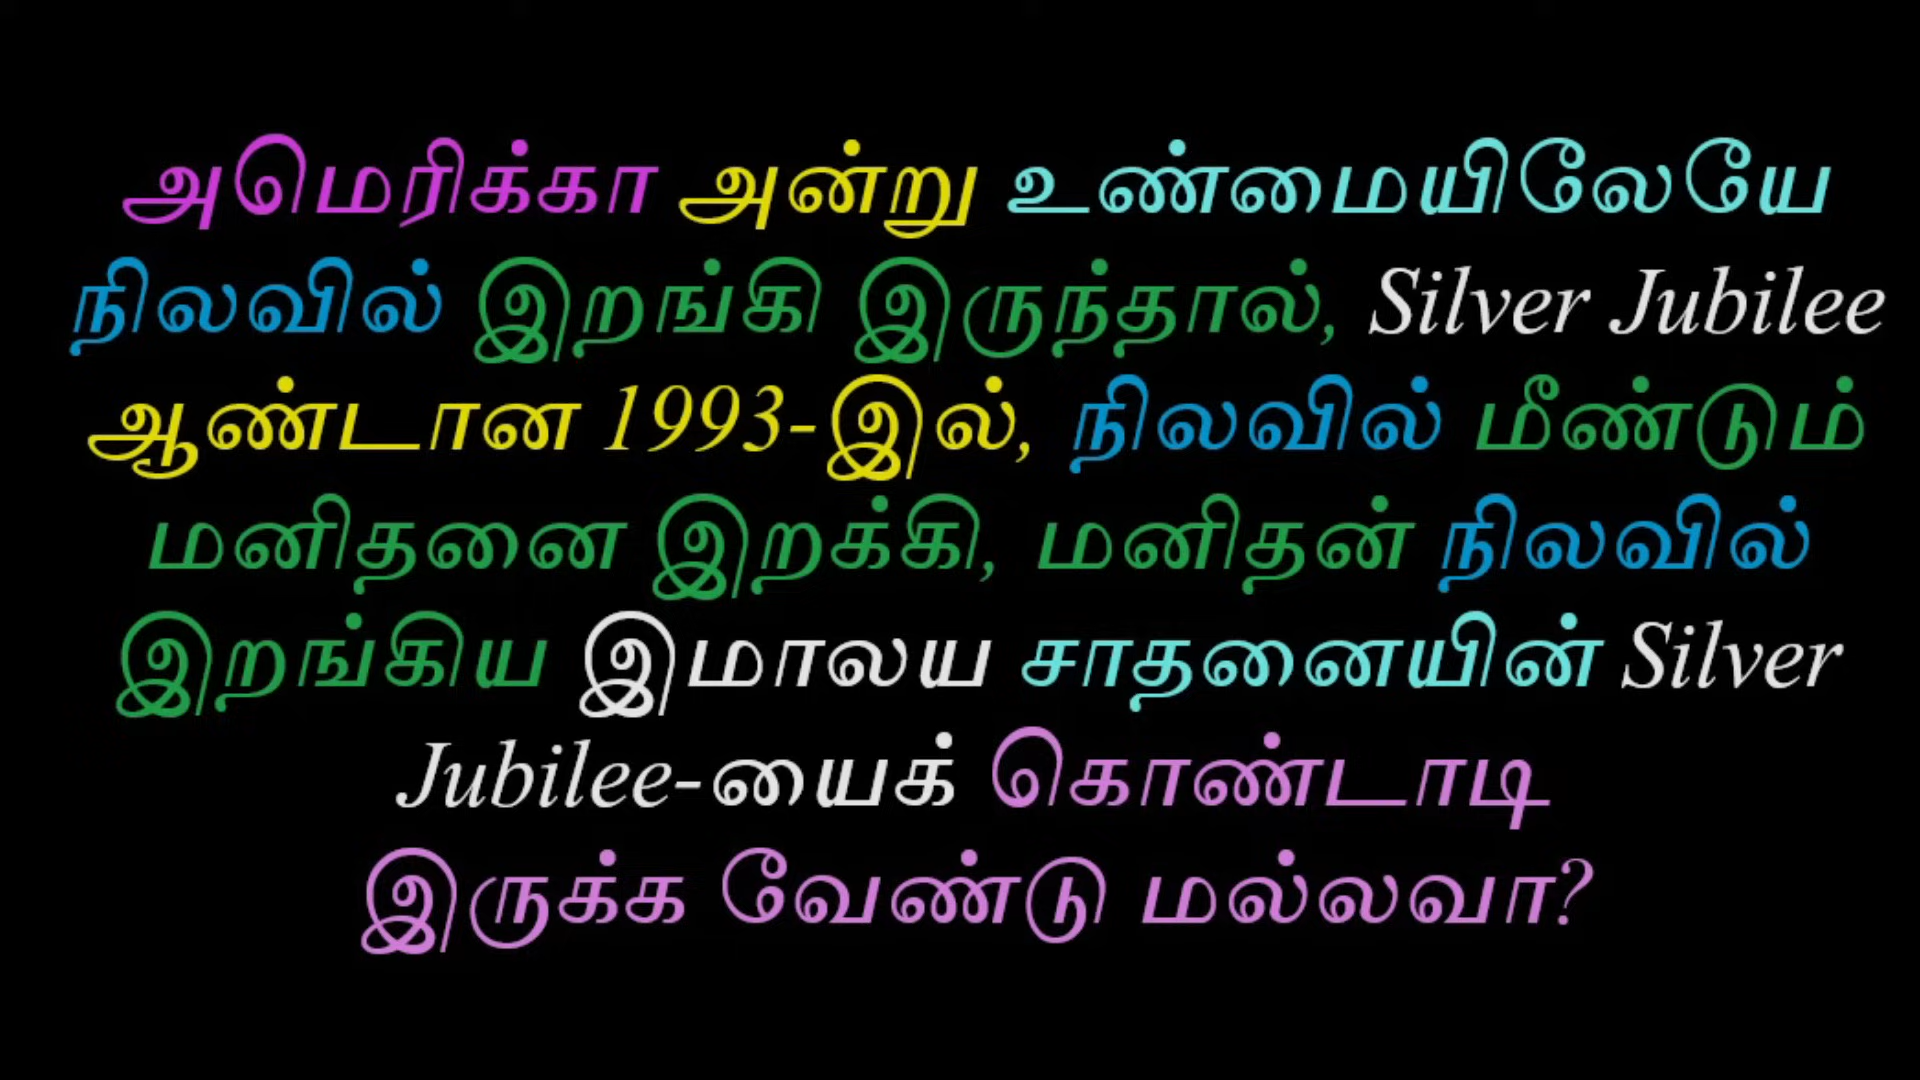 அமெரிக்கா அன்று உண்மையிலேயே
நிலவில் இறங்கி இருந்தால், Silver Jubilee
ஆண்டான 1993-இல், நிலவில் மீண்டும்
மனிதனை இறக்கி, மனிதன் நிலவில்
இறங்கிய இமாலய சாதனையின் Silver
Jubilee-யைக் கொண்டாடி
இருக்க வேண்டு மல்லவா?